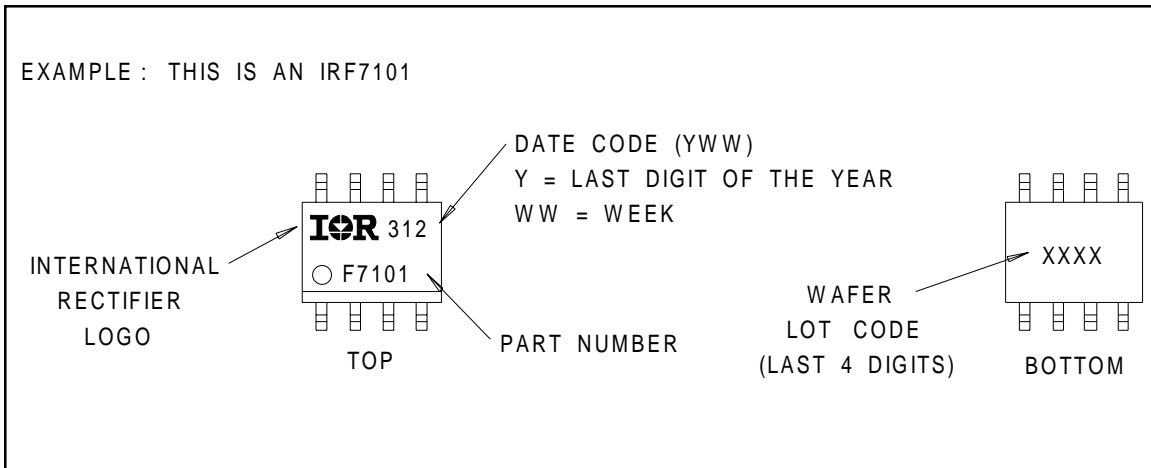 EXAMPLE : THIS IS AN IRF7101
DATE CODE (YWW)
Y = LAST DIGIT OF THE YEAR
WW = WEEK
INTERNATIONAL
RECTIFIER
LOGO
IOR 312
F7101
TOP
PART NUMBER
WAFER
LOT CODE
(LAST 4 DIGITS)
XXXX
BOTTOM